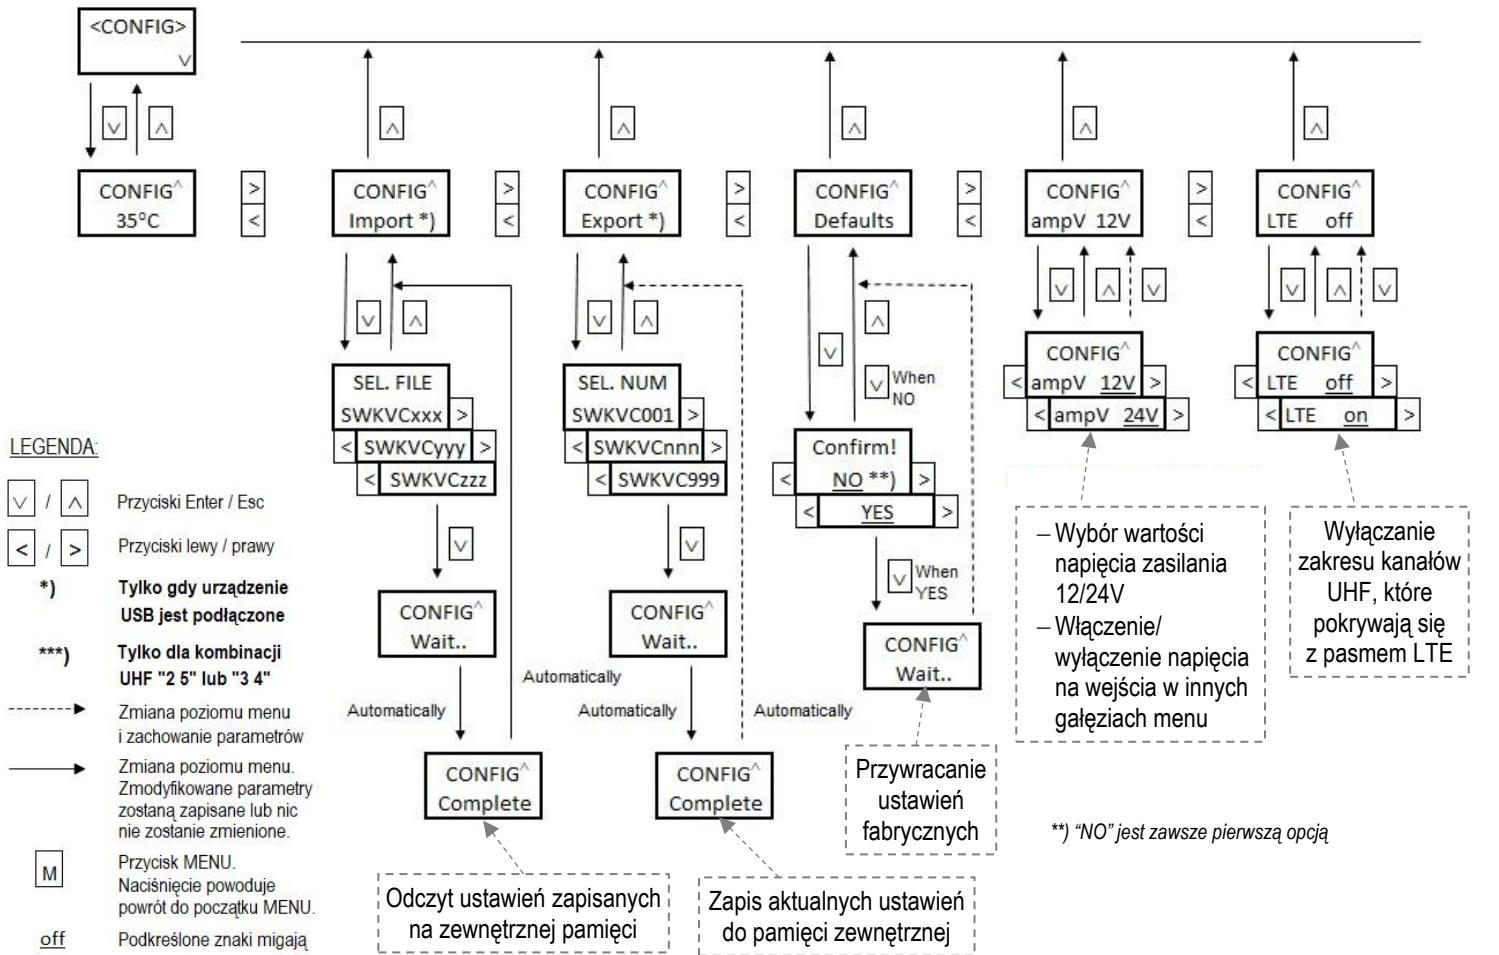 <CONFIG>
˅
˅ ˄
˄
˄
˄
˄
˄
CONFIG^
35°C
>
<
CONFIG^
Import *)
>
<
CONFIG^
Export *)
>
<
CONFIG^
Defaults
>
<
CONFIG^
ampV 12V
>
<
CONFIG^
LTE off
˅ ˄
˅ ˄
˅
˄
˅ When
NO
˅ ˄ ˅
˅ ˄ ˅
SEL. FILE
SWKVCxxx >
< SWKVCyyy >
< SWKVCzzz
SEL. NUM
SWKVC001 >
< SWKVCnnn >
< SWKVC999
Confirm!
< NO **) >
< YES >
CONFIG^
< ampV 12V >
< ampV 24V >
CONFIG^
< LTE off >
< LTE on >
˅
˅
˅ When
YES
CONFIG^
Wait..
CONFIG^
Wait..
CONFIG^
Wait..
Automatically
Automatically
Automatically
Automatically
CONFIG^
Complete
CONFIG^
Complete
LEGENDA:
˅ / ˄ Przyciski Enter / Esc
< / > Przyciski lewy / prawy
*) Tylko gdy urządzenie
USB jest podłączone
***) Tylko dla kombinacji
UHF "2 5" lub "3 4"
Zmiana poziomu menu
i zachowanie parametrów
Zmiana poziomu menu.
Zmodyfikowane parametry
zostaną zapisane lub nic
nie zostanie zmienione.
M Przycisk MENU.
Naciśnięcie powoduje
powrót do początku MENU.
off Podkreślone znaki migają
Odczyt ustawień zapisanych
na zewnętrznej pamięci
Zapis aktualnych ustawień
do pamięci zewnętrznej
Przywracanie
ustawień
fabrycznych
– Wybór wartości
napięcia zasilania
12/24V
– Włączenie/
wyłączenie napięcia
na wejścia w innych
gałęziach menu
Wyłączanie
zakresu kanałów
UHF, które
pokrywają się
z pasmem LTE
**) “NO” jest zawsze pierwszą opcją